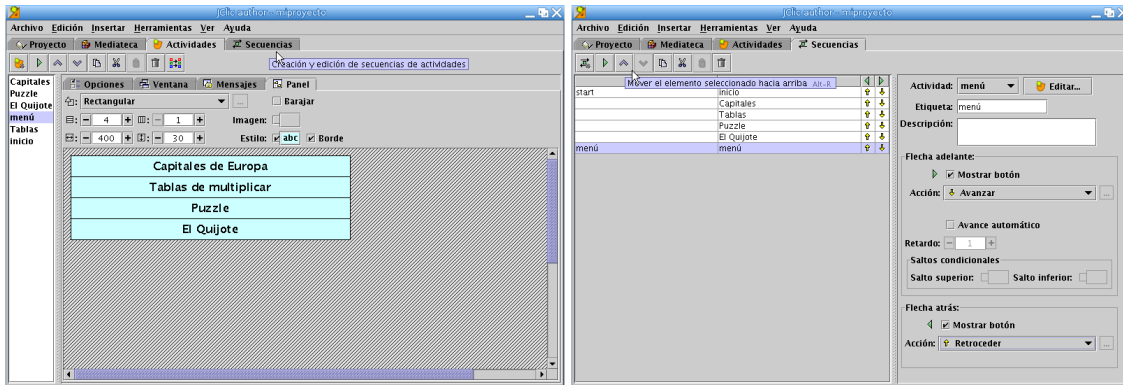 JClic author - miproyecto
Archivo Edición Insertar Herramientas Ver Ayuda
Proyecto Mediateca Actividades Secuencias
Creación y edición de secuencias de actividades
Capitales
Puzzle
El Quijote
menú
Tablas
inicio
Opciones Ventana Mensajes Panel
Rectangular ... Barajar
4 1 Imagen:
400 30 Estilo: abc Borde
Capitales de Europa
Tablas de multiplicar
Puzzle
El Quijote
JClic author - miproyecto
Archivo Edición Insertar Herramientas Ver Ayuda
Proyecto Mediateca Actividades Secuencias
Mover el elemento seleccionado hacia arriba Alt-R
start inicio
Capitales
Tablas
Puzzle
El Quijote
menú menú
Actividad: menú Editar...
Etiqueta: menú
Descripción:
Flecha adelante:
Mostrar botón
Acción: Avanzar ...
Avance automático
Retardo: 1
Saltos condicionales
Salto superior: Salto inferior:
Flecha atrás:
Mostrar botón
Acción: Retroceder ...